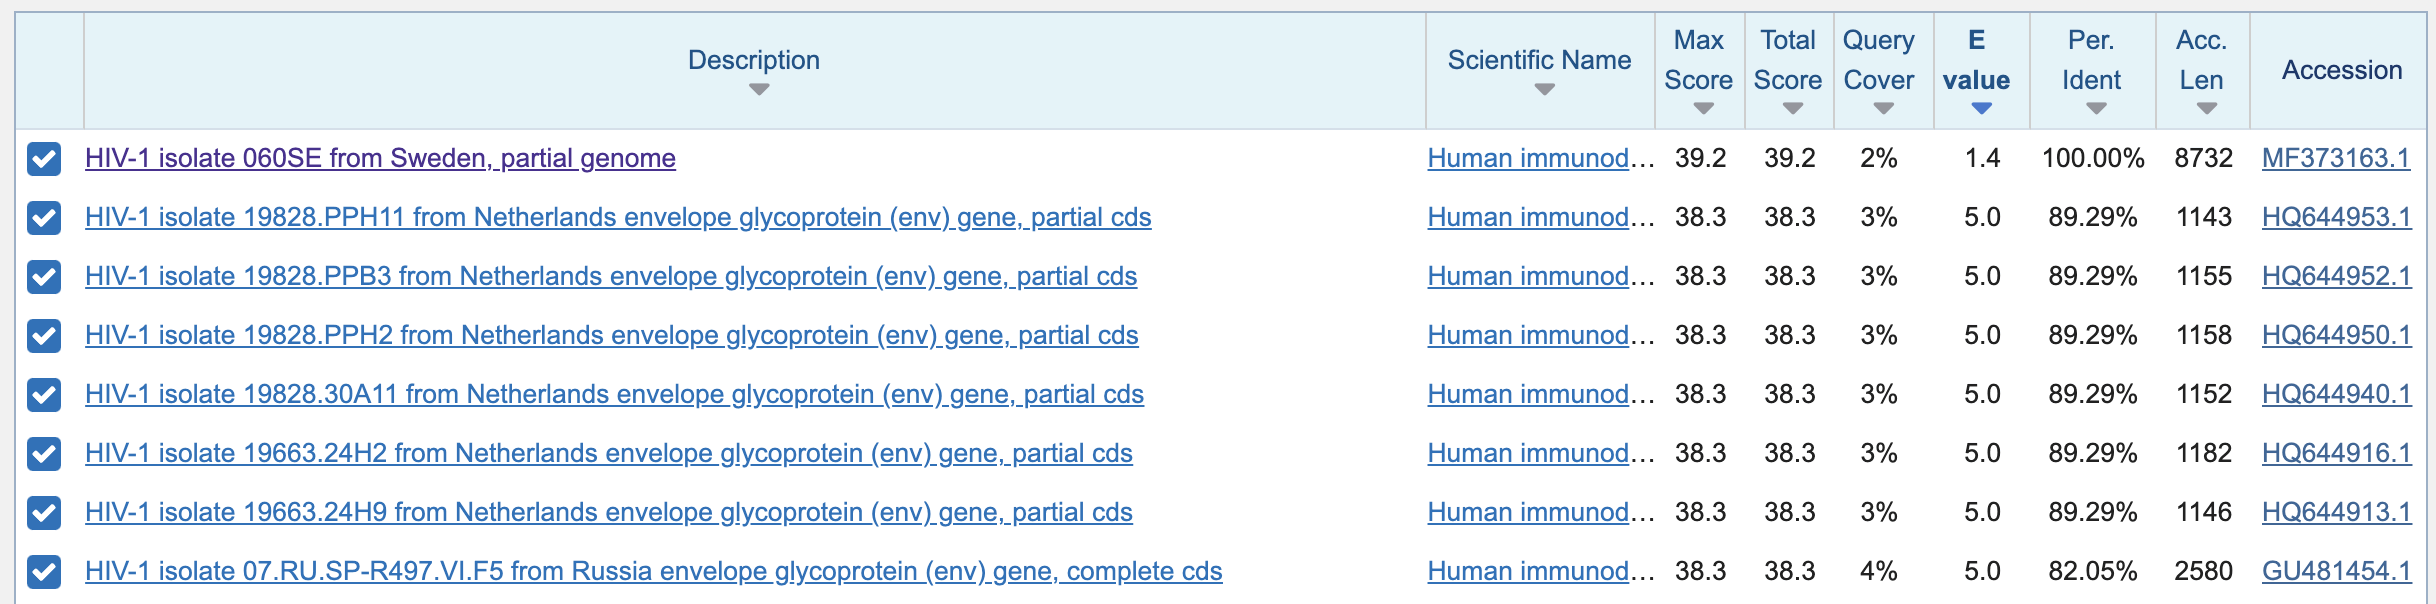 Description Scientific Name Max Score Total Score Query Cover E value Per. Ident Acc. Len Accession
HIV-1 isolate 060SE from Sweden, partial genome Human immunod... 39.2 39.2 2% 1.4 100.00% 8732 MF373163.1
HIV-1 isolate 19828.PPH11 from Netherlands envelope glycoprotein (env) gene, partial cds Human immunod... 38.3 38.3 3% 5.0 89.29% 1143 HQ644953.1
HIV-1 isolate 19828.PPB3 from Netherlands envelope glycoprotein (env) gene, partial cds Human immunod... 38.3 38.3 3% 5.0 89.29% 1155 HQ644952.1
HIV-1 isolate 19828.PPH2 from Netherlands envelope glycoprotein (env) gene, partial cds Human immunod... 38.3 38.3 3% 5.0 89.29% 1158 HQ644950.1
HIV-1 isolate 19828.30A11 from Netherlands envelope glycoprotein (env) gene, partial cds Human immunod... 38.3 38.3 3% 5.0 89.29% 1152 HQ644940.1
HIV-1 isolate 19663.24H2 from Netherlands envelope glycoprotein (env) gene, partial cds Human immunod... 38.3 38.3 3% 5.0 89.29% 1182 HQ644916.1
HIV-1 isolate 19663.24H9 from Netherlands envelope glycoprotein (env) gene, partial cds Human immunod... 38.3 38.3 3% 5.0 89.29% 1146 HQ644913.1
HIV-1 isolate 07.RU.SP-R497.VI.F5 from Russia envelope glycoprotein (env) gene, complete cds Human immunod... 38.3 38.3 4% 5.0 82.05% 2580 GU481454.1